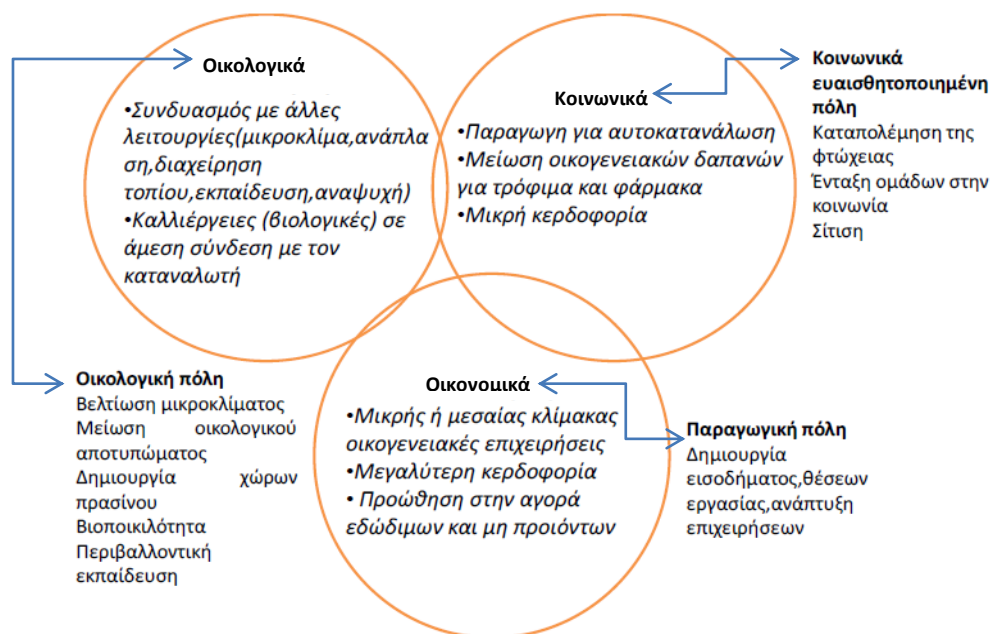 Οικολογικά
•Συνδυασμός με άλλες
λειτουργίες(μικροκλίμα,ανάπλα
ση,διαχείρηση
τοπίου,εκπαίδευση,αναψυχή)
•Καλλιέργειες (βιολογικές) σε
άμεση σύνδεση με τον
καταναλωτή
Κοινωνικά
•Παραγωγη για αυτοκατανάλωση
•Μείωση οικογενειακών δαπανών
για τρόφιμα και φάρμακα
•Μικρή κερδοφορία
Κοινωνικά
ευαισθητοποιημένη
πόλη
Καταπολέμηση της
φτώχειας
Ένταξη ομάδων στην
κοινωνία
Σίτιση
Οικολογική πόλη
Βελτίωση μικροκλίματος
Μείωση οικολογικού
αποτυπώματος
Δημιουργία χώρων
πρασίνου
Βιοποικιλότητα
Περιβαλλοντική
εκπαίδευση
Οικονομικά
•Μικρής ή μεσαίας κλίμακας
οικογενειακές επιχειρήσεις
•Μεγαλύτερη κερδοφορία
• Προώθηση στην αγορά
εδώδιμων και μη προιόντων
Παραγωγική πόλη
Δημιουργία
εισοδήματος,θέσεων
εργασίας,ανάπτυξη
επιχειρήσεων